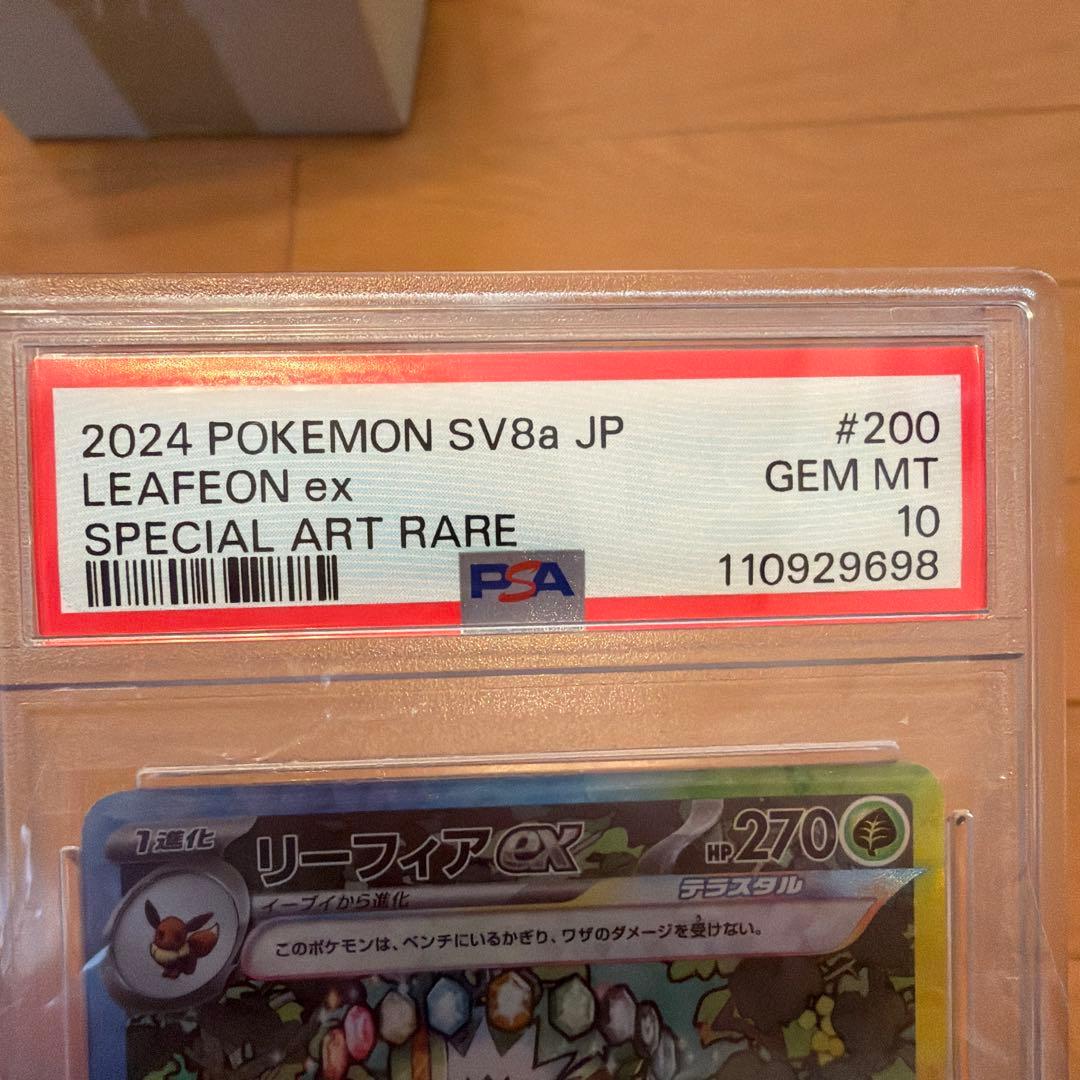 2024 POKEMON SV8a JP #200
LEAFEON ex GEM MT
SPECIAL ART RARE 10
PSA 110929698
1進化 リーフィアex HP270
イーブイから進化 テラスタル
このポケモンは、ベンチにいるかぎり、ワザのダメージを受けない。